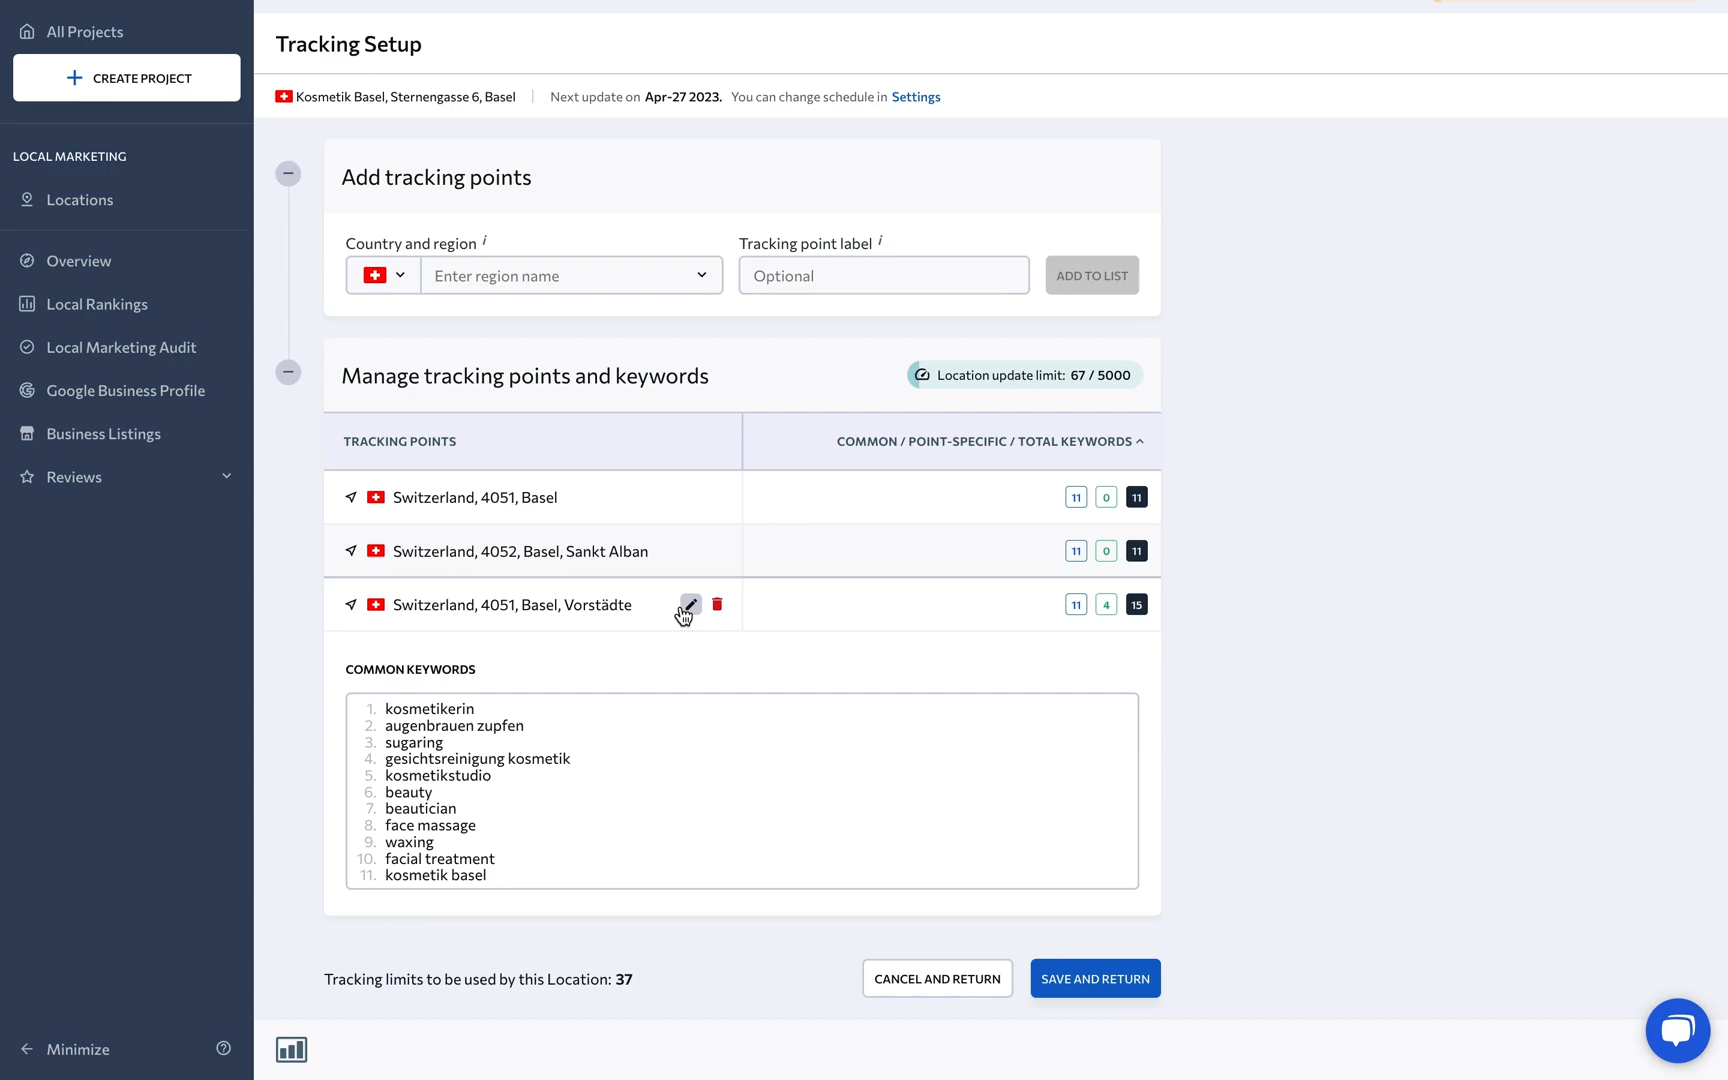 All Projects
CREATE PROJECT
LOCAL MARKETING
Locations
Overview
Local Rankings
Local Marketing Audit
Google Business Profile
Business Listings
Reviews
Minimize
Tracking Setup
Kosmetik Basel, Sternengasse 6, Basel
Next update on Apr-27 2023. You can change schedule in Settings
Add tracking points
Country and region i
Tracking point label i
Enter region name
Optional
ADD TO LIST
Manage tracking points and keywords
Location update limit: 67 / 5000
TRACKING POINTS
COMMON / POINT-SPECIFIC / TOTAL KEYWORDS
Switzerland, 4051, Basel 11 0 11
Switzerland, 4052, Basel, Sankt Alban 11 0 11
Switzerland, 4051, Basel, Vorstädte 11 4 15
COMMON KEYWORDS
1. kosmetikerin
2. augenbrauen zupfen
3. sugaring
4. gesichtsreinigung kosmetik
5. kosmetikstudio
6. beauty
7. beautician
8. face massage
9. waxing
10. facial treatment
11. kosmetik basel
Tracking limits to be used by this Location: 37
CANCEL AND RETURN
SAVE AND RETURN